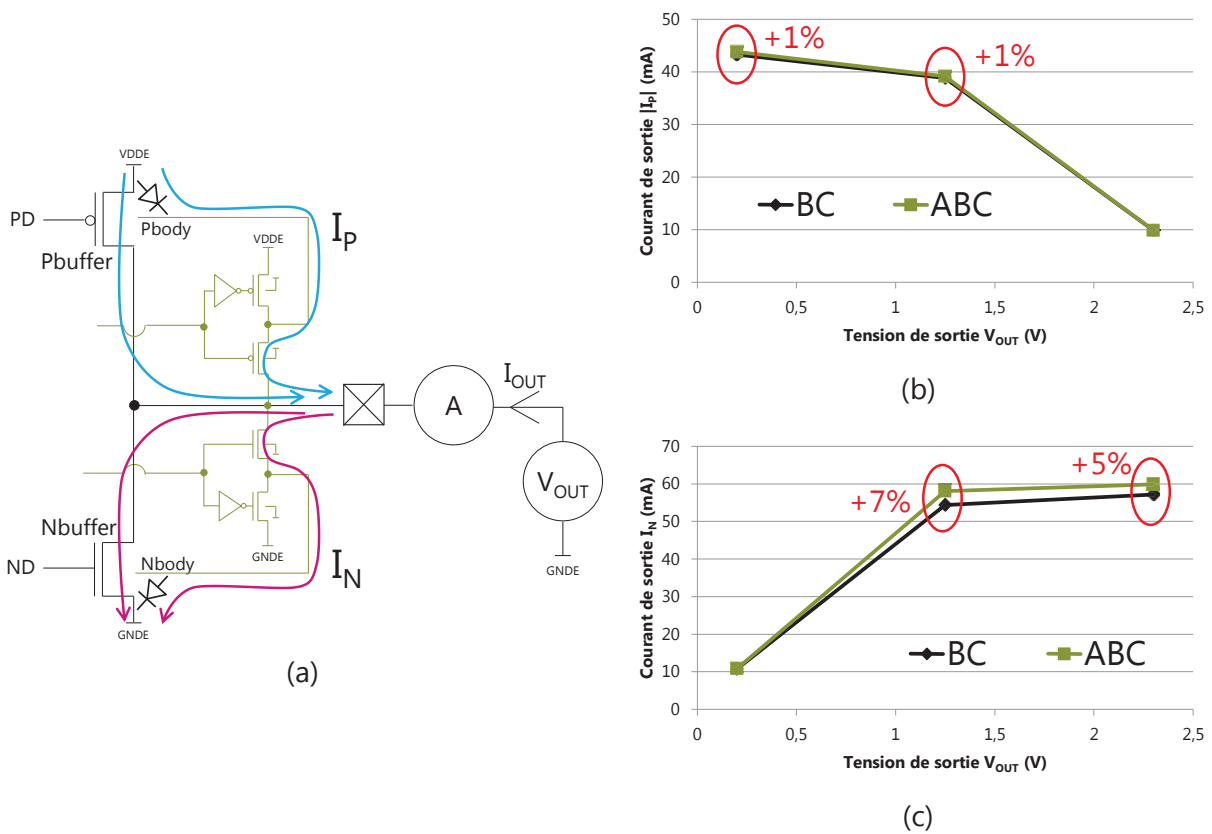 VDDE
PD
Pbody
Pbuffer
I_P
VDDE
I_OUT
A
V_OUT
GNDE
Nbuffer
Nbody
GNDE
I_N
ND
GNDE
(a)
Courant de sortie |I_P| (mA)
50
40
30
20
10
0
+1%
+1%
BC
ABC
0
0,5
1
1,5
2
2,5
Tension de sortie V_OUT (V)
(b)
Courant de sortie I_N (mA)
70
60
50
40
30
20
10
0
+7%
+5%
BC
ABC
0
0,5
1
1,5
2
2,5
Tension de sortie V_OUT (V)
(c)